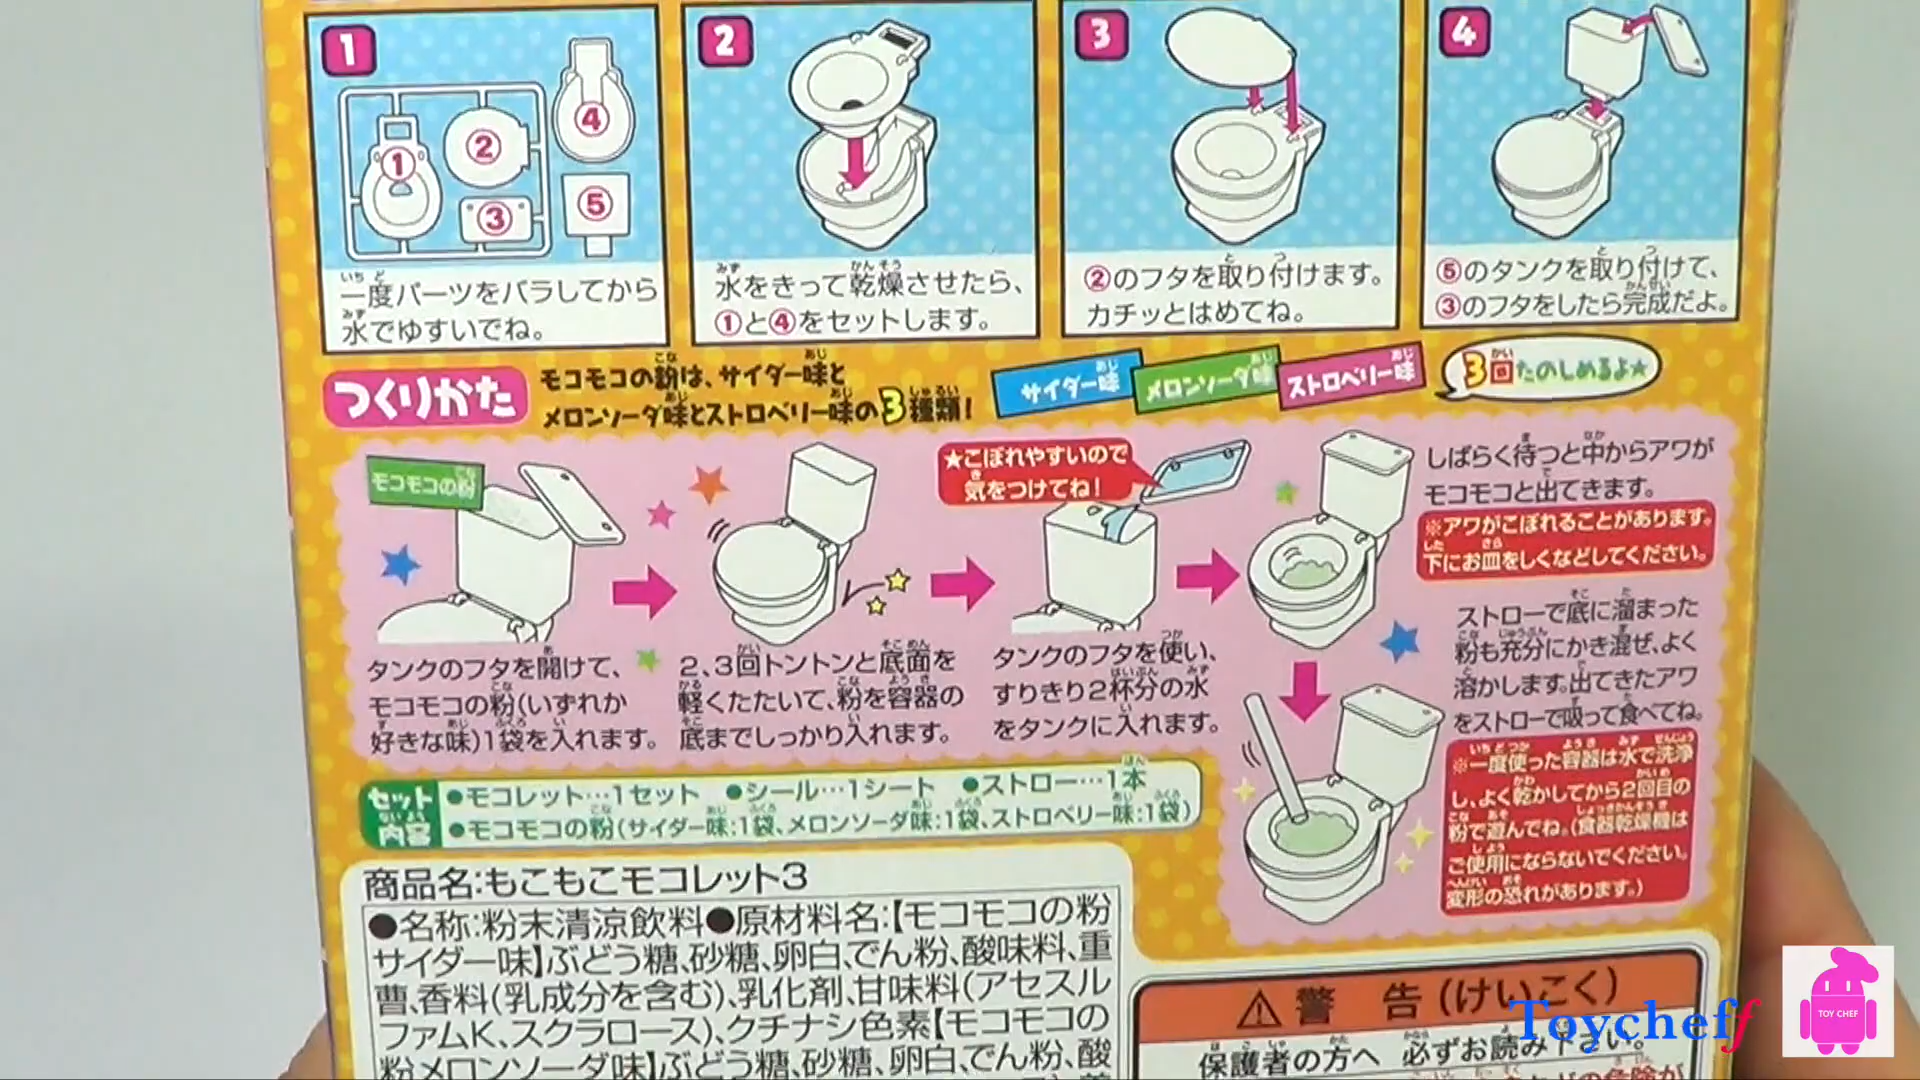 1
2
3
4
① ② ③ ④ ⑤
一度パーツをバラしてから
水でゆすいでね。
水をきって乾燥させたら、
①と④をセットします。
②のフタを取り付けます。
カチッとはめてね。
⑤のタンクを取り付けて、
③のフタをしたら完成だよ。
つくりかた
モコモコの粉は、サイダー味と
メロンソーダ味とストロベリー味の3種類!
サイダー味
メロンソーダ味
ストロベリー味
3回たのしめるよ★
モコモコの粉
タンクのフタを開けて、
モコモコの粉(いずれか
好きな味)1袋を入れます。
2、3回トントンと底面を
軽くたたいて、粉を容器の
底までしっかり入れます。
★こぼれやすいので
気をつけてね!
タンクのフタを使い、
すりきり2杯分の水
をタンクに入れます。
しばらく待つと中からアワが
モコモコと出てきます。
※アワがこぼれることがあります。
下にお皿をしくなどしてください。
ストローで底に溜まった
粉も充分にかき混ぜ、よく
溶かします。出てきたアワ
をストローで吸って食べてね。
※一度使った容器は水で洗浄
し、よく乾かしてから2回目の
粉で遊んでね。(食器乾燥機は
ご使用にならないでください。
変形の恐れがあります。)
セット
内容
●モコレット…1セット ●シール…1シート ●ストロー…1本
●モコモコの粉(サイダー味:1袋、メロンソーダ味:1袋、ストロベリー味:1袋)
商品名:もこもこモコレット3
●名称:粉末清涼飲料●原材料名:【モコモコの粉
サイダー味】ぶどう糖、砂糖、卵白、でん粉、酸味料、重
曹、香料(乳成分を含む)、乳化剤、甘味料(アセスル
ファムK、スクラロース)、クチナシ色素【モコモコの
粉メロンソーダ味】ぶどう糖、砂糖、卵白、でん粉、酸
警 告(けいこく)
保護者の方へ 必ずお読み下さい。
Toycheff
TOY CHEF